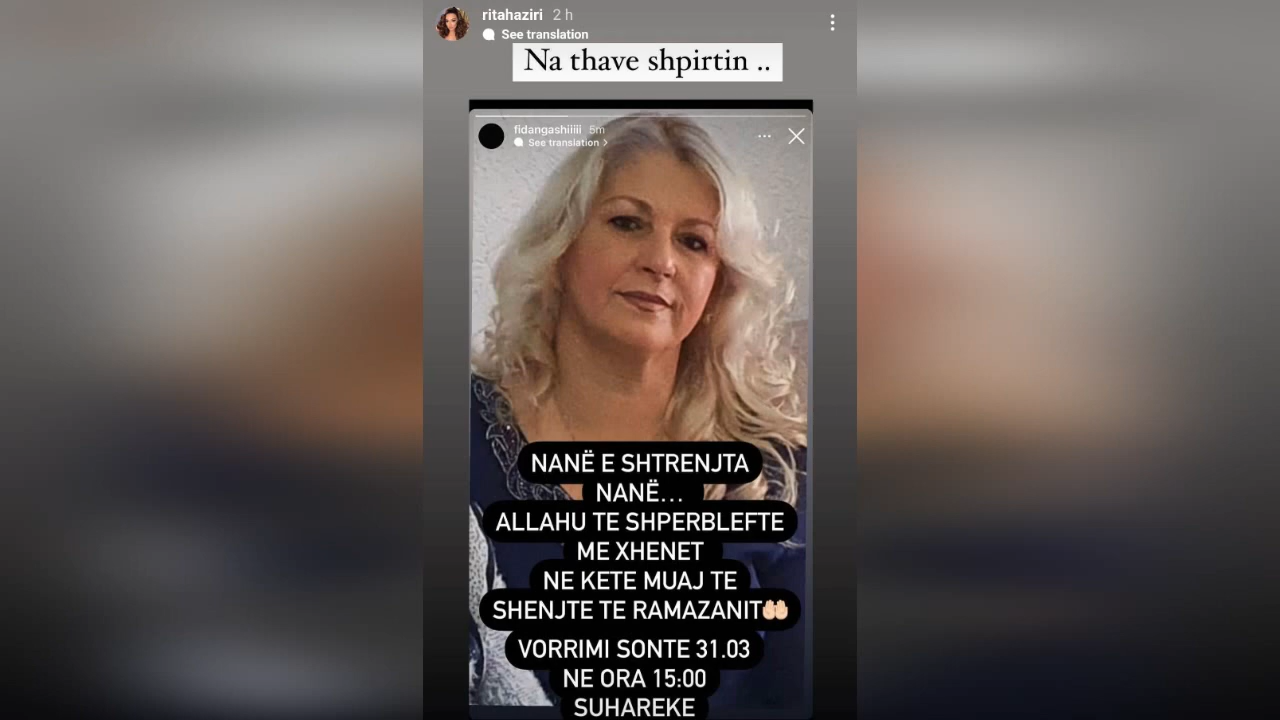 ritahaziri 2 h
See translation
Na thave shpirtin ..
fidangashiiiii 5m
See translation >
NANË E SHTRENJTA
NANË...
ALLAHU TE SHPERBLEFTE
ME XHENET
NE KETE MUAJ TE
SHENJTE TE RAMAZANIT🤲🏻
VORRIMI SONTE 31.03
NE ORA 15:00
SUHAREKE